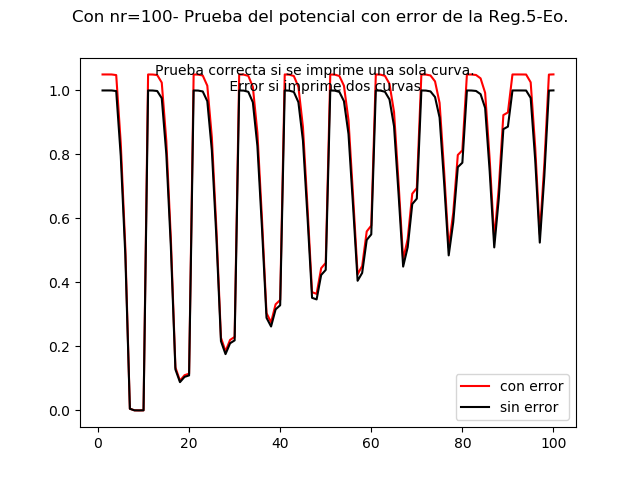 Con nr=100- Prueba del potencial con error de la Reg.5-Eo.
Prueba correcta si se imprime una sola curva.
Error si imprime dos curvas
1.0
0.8
0.6
0.4
0.2
0.0
0
20
40
60
80
100
con error
sin error